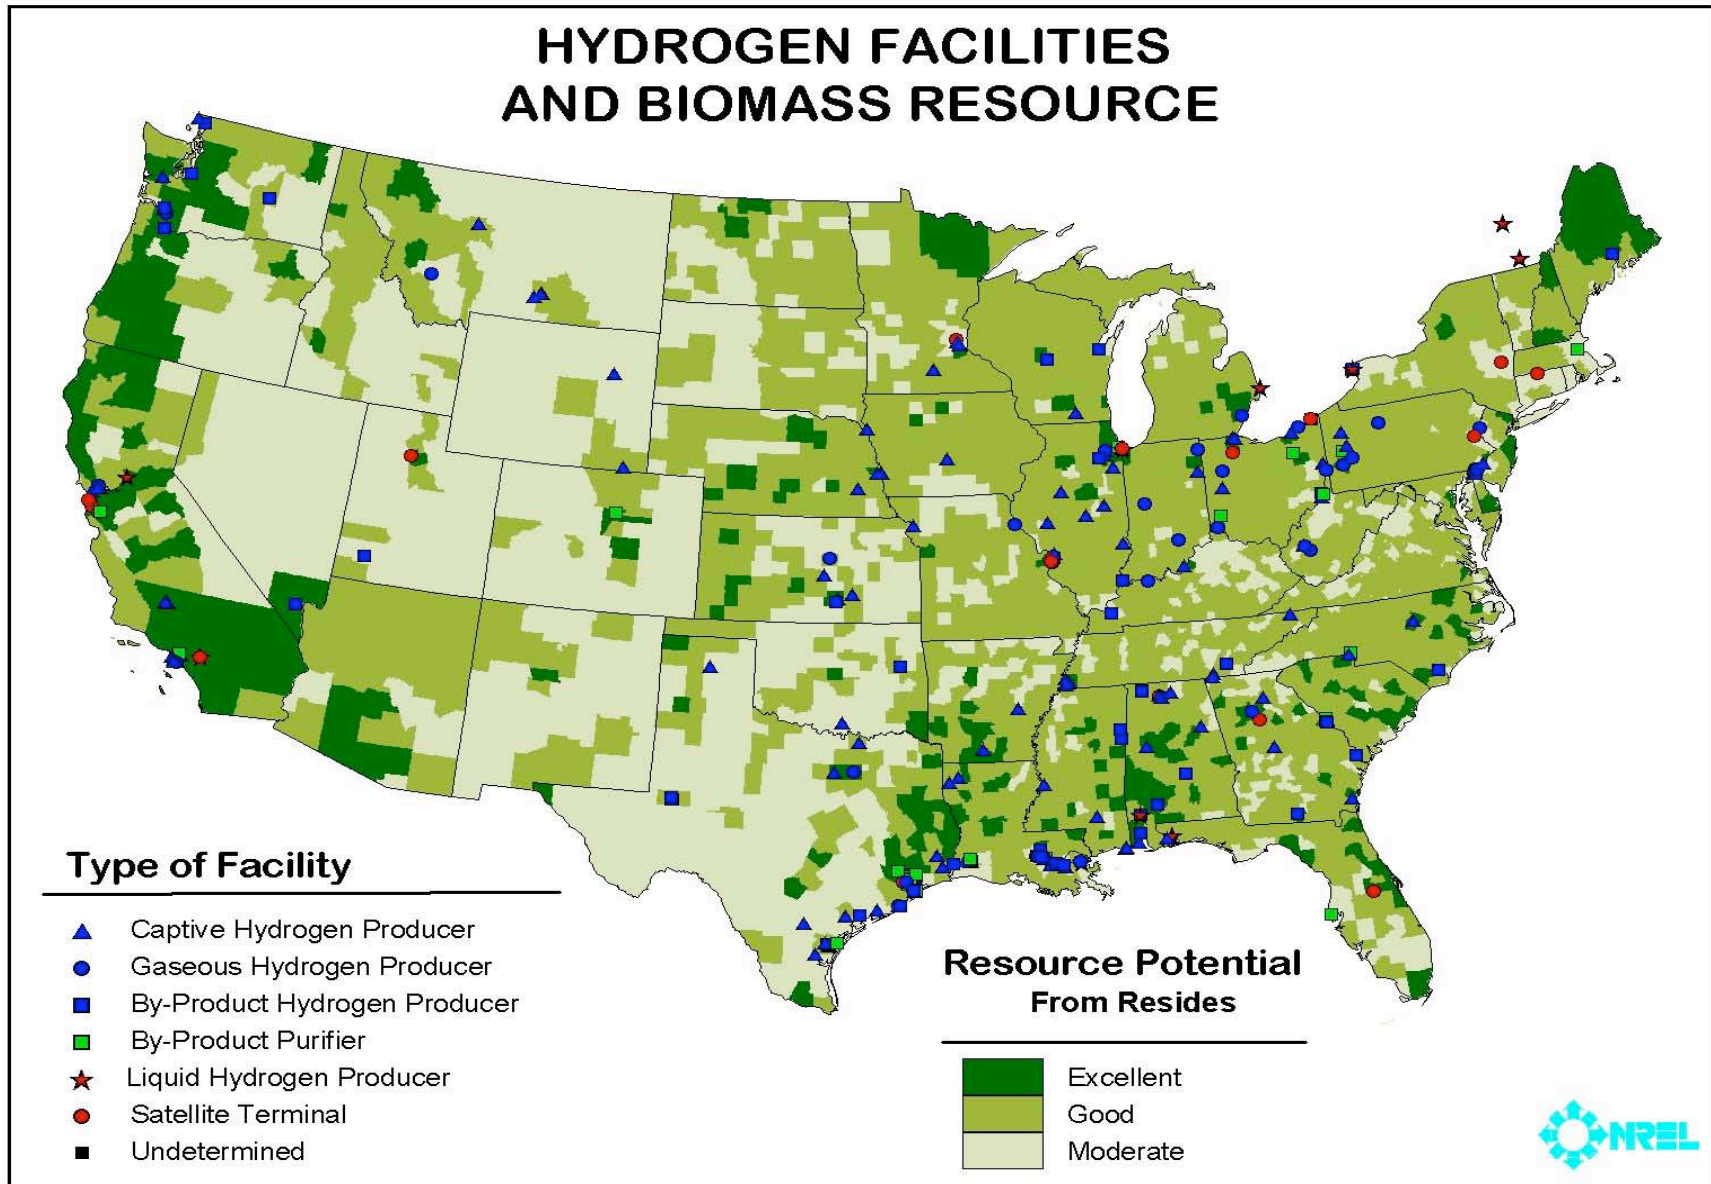 HYDROGEN FACILITIES
AND BIOMASS RESOURCE
Type of Facility
Captive Hydrogen Producer
Gaseous Hydrogen Producer
By-Product Hydrogen Producer
By-Product Purifier
Liquid Hydrogen Producer
Satellite Terminal
Undetermined
Resource Potential
From Resides
Excellent
Good
Moderate
NREL